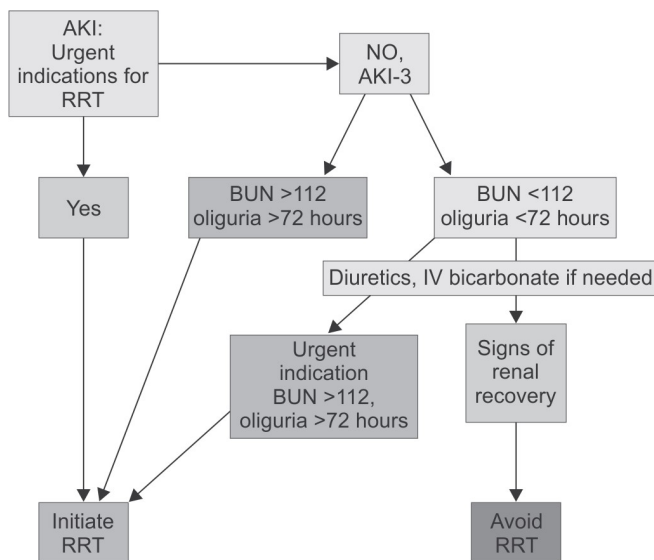 AKI:
Urgent
indications for
RRT
NO,
AKI-3
Yes
BUN >112
oliguria >72 hours
BUN <112
oliguria <72 hours
Diuretics, IV bicarbonate if needed
Urgent
indication
BUN >112,
oliguria >72 hours
Signs of
renal
recovery
Initiate
RRT
Avoid
RRT